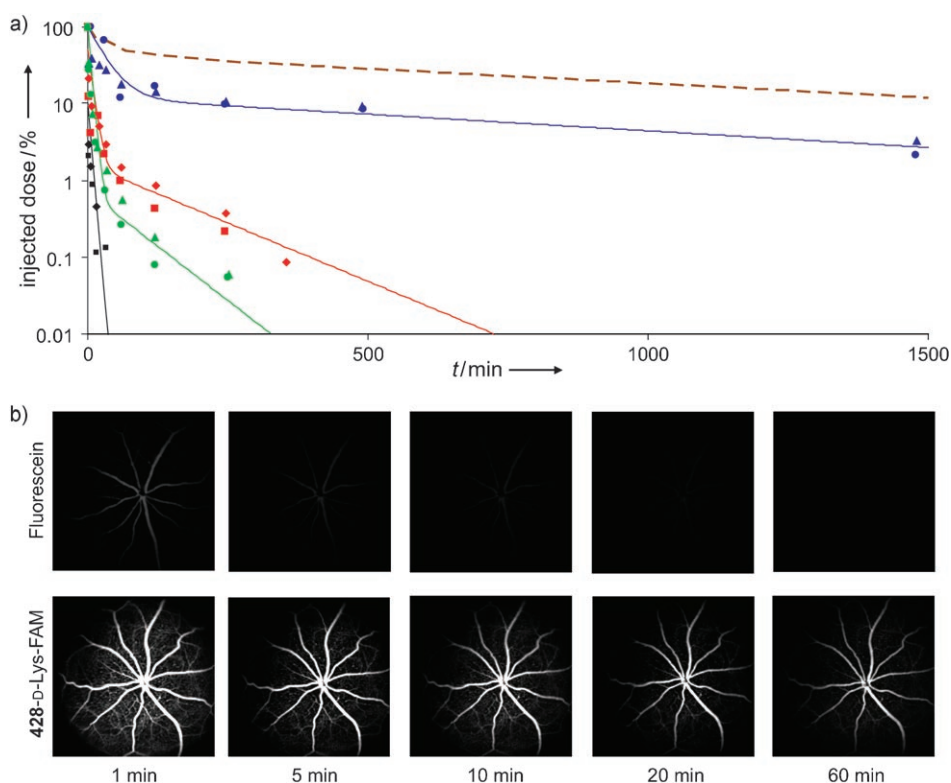 a)
100
10
1
0.1
0.01
injected dose / %
0
500
1000
1500
t / min
b)
Fluorescein
428-D-Lys-FAM
1 min
5 min
10 min
20 min
60 min